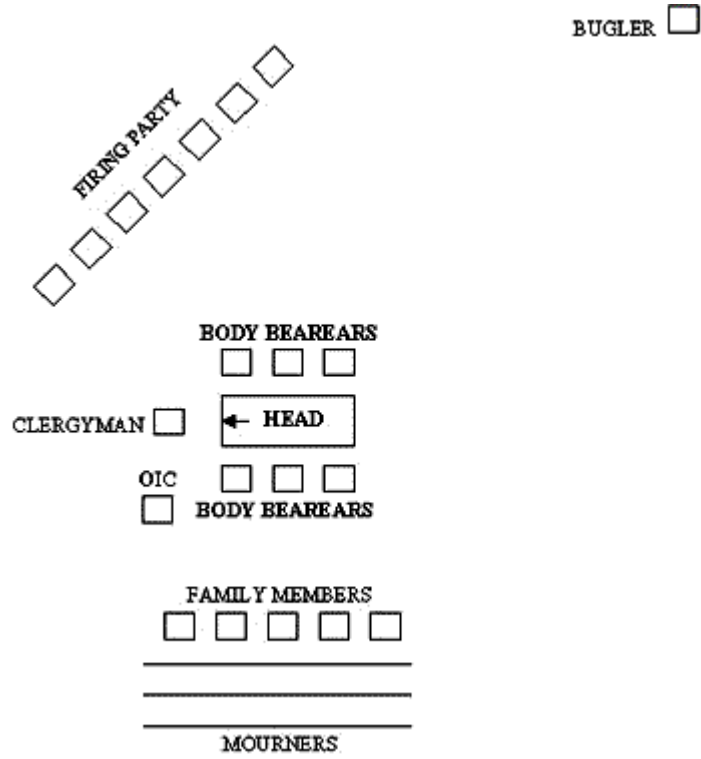 BUGLER
FIRING PARTY
BODY BEAREARS
CLERGYMAN
HEAD
OIC
BODY BEAREARS
FAMILY MEMBERS
MOURNERS